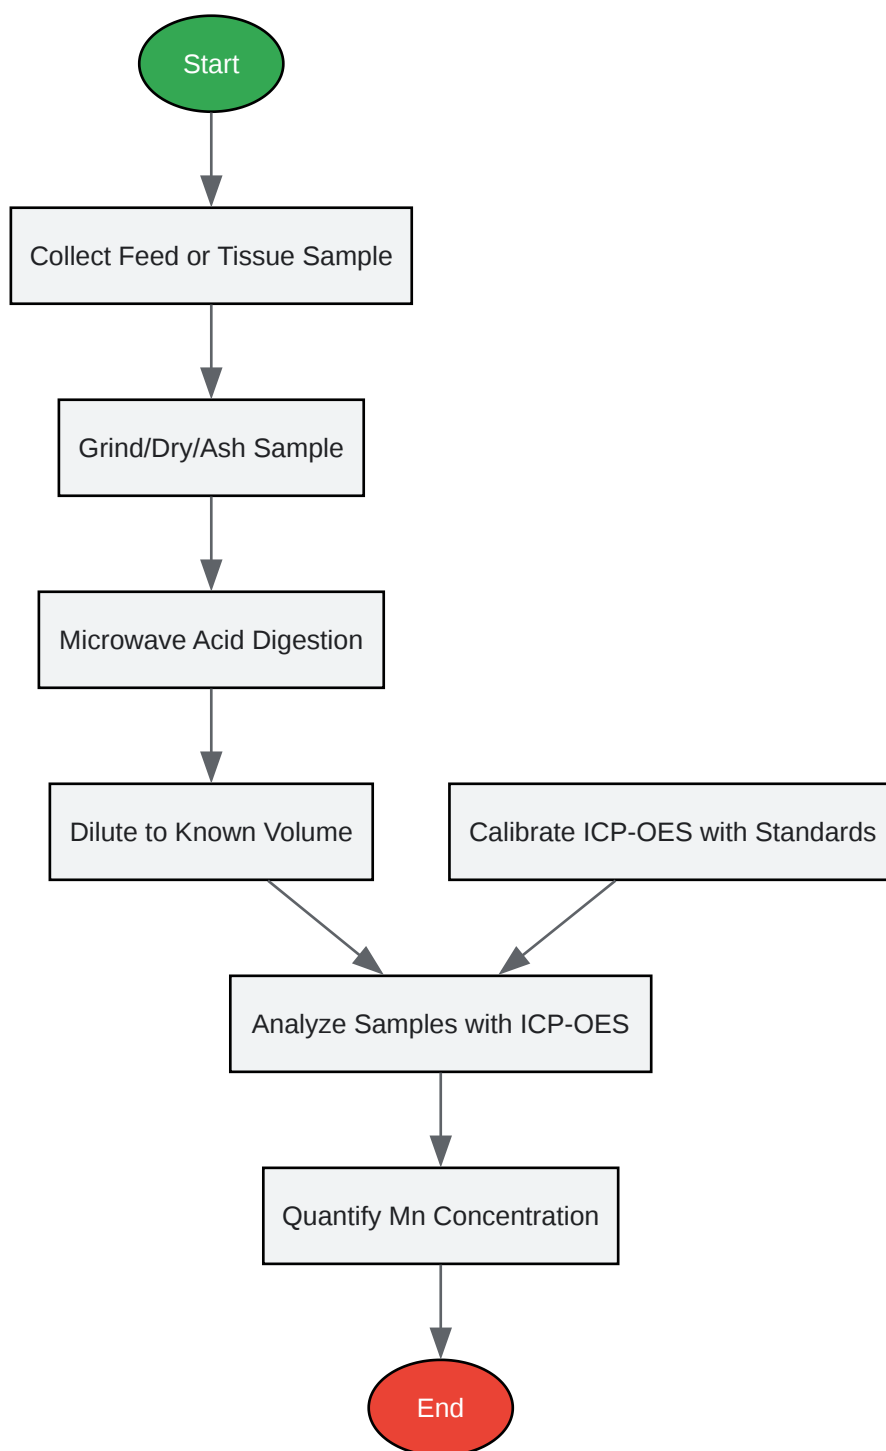 Start
Collect Feed or Tissue Sample
Grind/Dry/Ash Sample
Microwave Acid Digestion
Dilute to Known Volume
Calibrate ICP-OES with Standards
Analyze Samples with ICP-OES
Quantify Mn Concentration
End